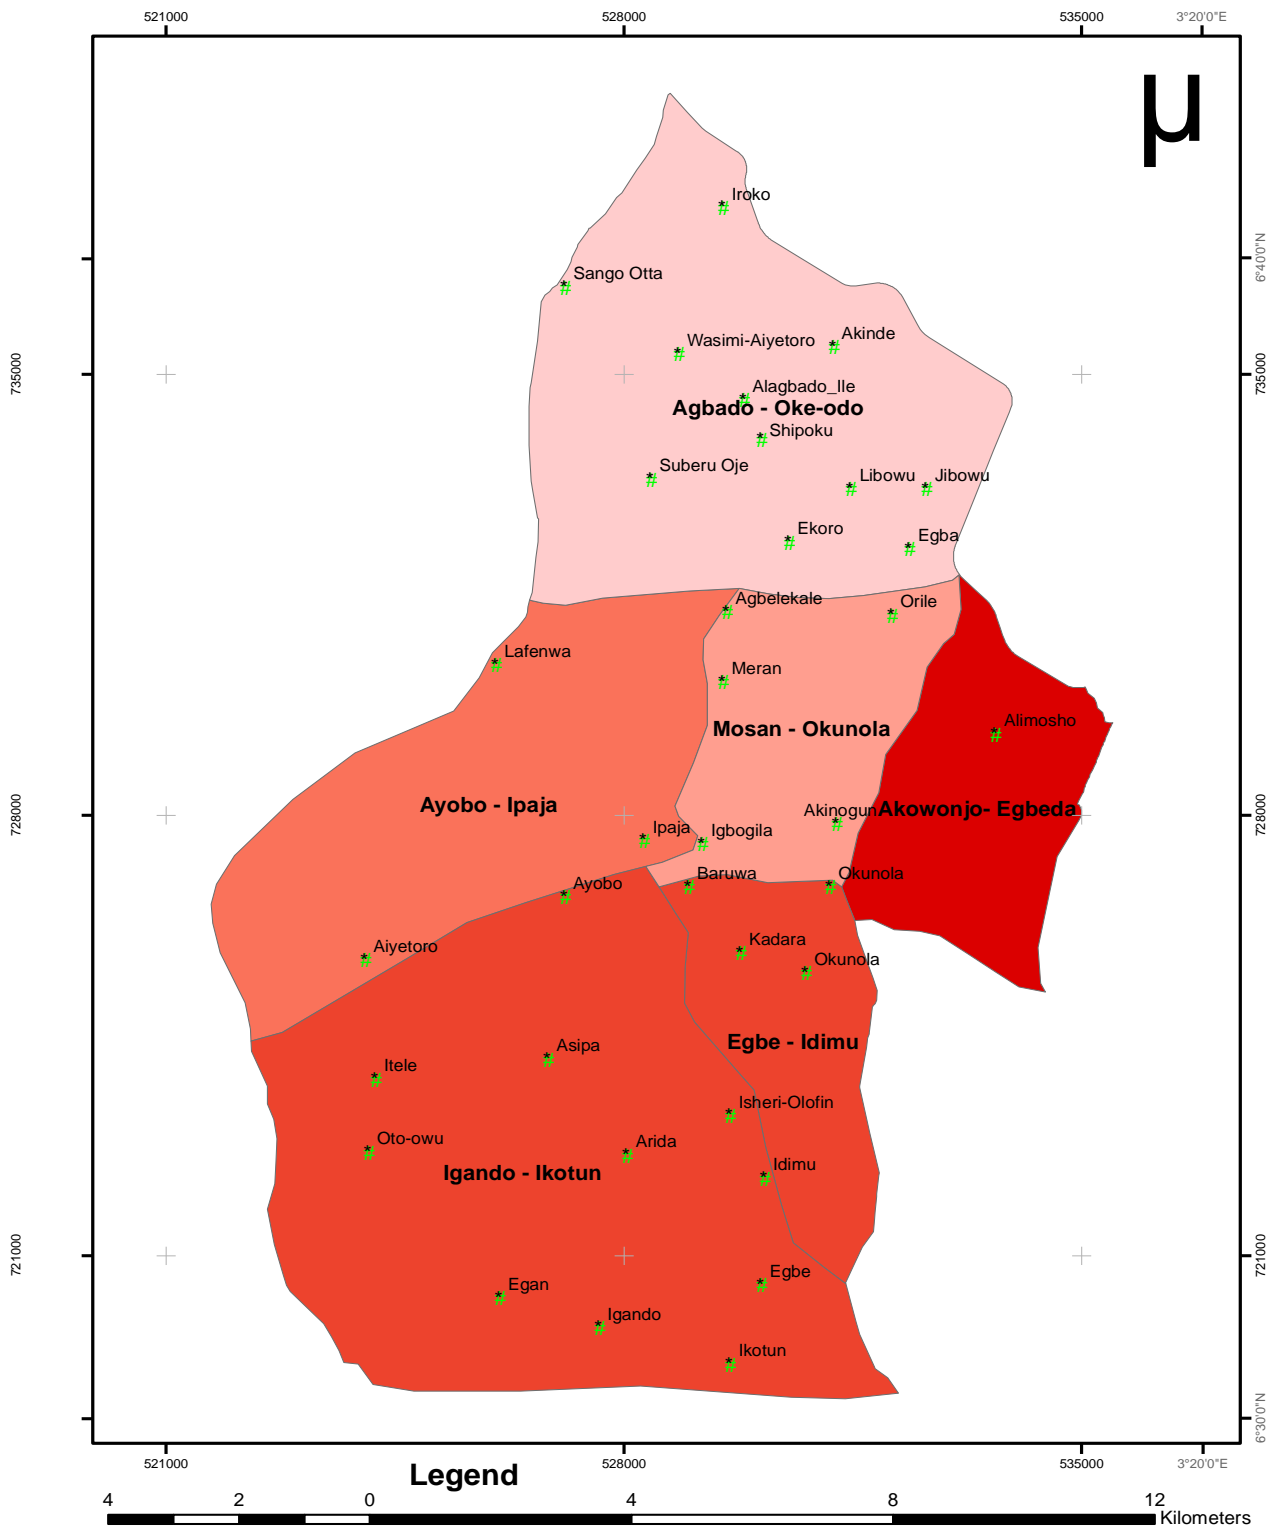 521000 528000 535000 3°20'0"E
µ
Iroko
6°40'0"N
Sango Otta
Wasimi-Aiyetoro
Akinde
735000
735000
Alagbado_Ile
Agbado - Oke-odo
Shipoku
Suberu Oje
Libowu
Jibowu
Ekoro
Egba
Agbelekale
Orile
Lafenwa
Meran
Alimosho
Mosan - Okunola
Ayobo - Ipaja
Akinogun
Akowonjo- Egbeda
728000
728000
Ipaja
Igbogila
Baruwa
Okunola
Ayobo
Kadara
Aiyetoro
Okunola
Egbe - Idimu
Asipa
Itele
Isheri-Olofin
Oto-owu
Arida
Idimu
Igando - Ikotun
721000
721000
Egbe
Egan
Igando
Ikotun
6°30'0"N
521000 528000 535000 3°20'0"E
Legend
4 2 0 4 8 12
Kilometers